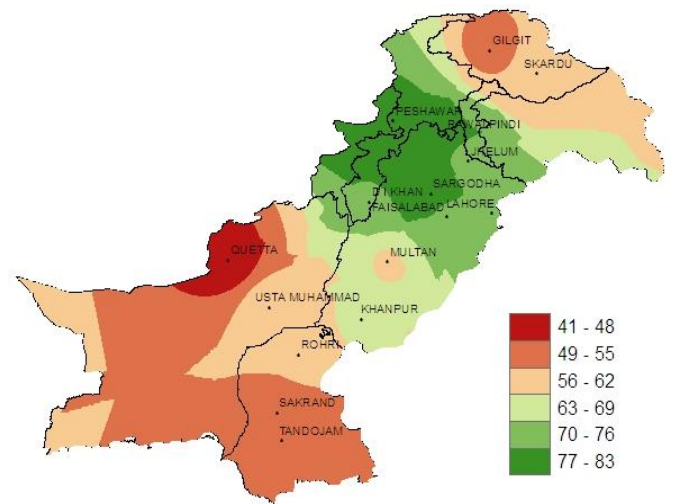 GILGIT
SKARDU
PESHAWAR
RAWALPINDI
JHELUM
SARGODHA
D I KHAN
FAISALABAD
LAHORE
MULTAN
QUETTA
USTA MUHAMMAD
KHANPUR
ROHRI
SAKRAND
TANDOJAM
41 - 48
49 - 55
56 - 62
63 - 69
70 - 76
77 - 83